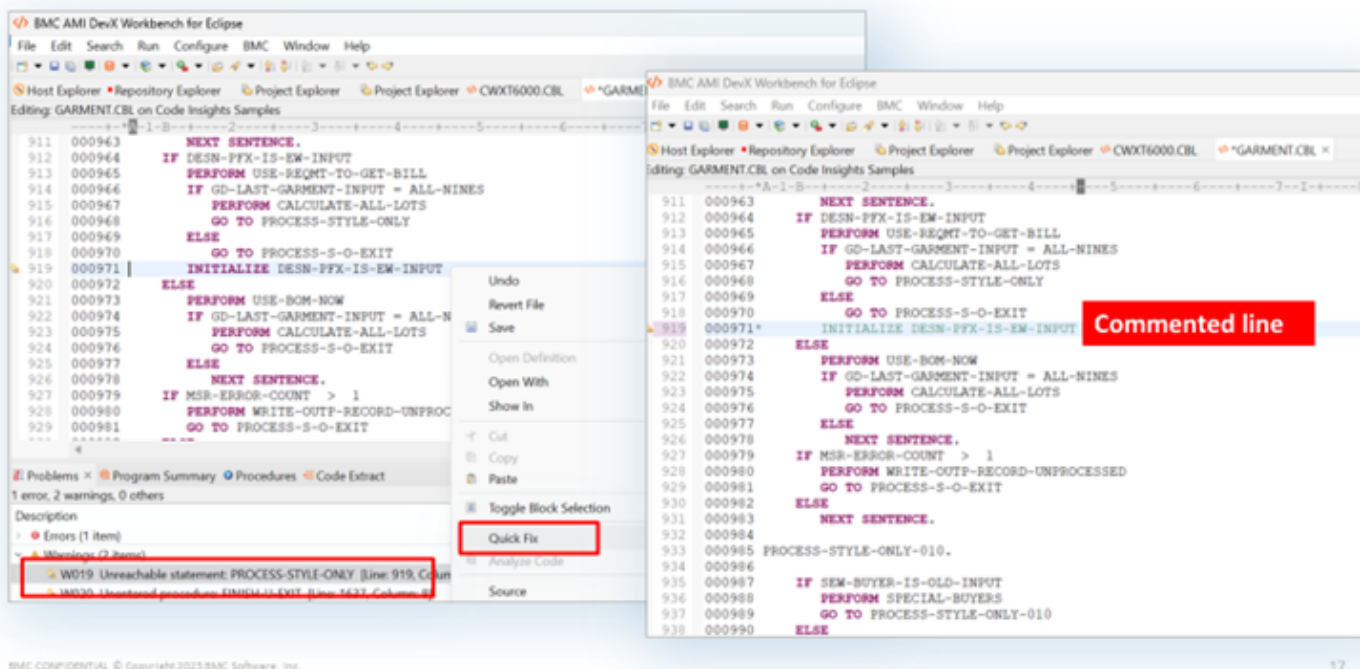 BMC AMI DevX Workbench for Eclipse
File Edit Search Run Configure BMC Window Help
Host Explorer Repository Explorer Project Explorer Project Explorer CWXT6000.CBL *GARME
Editing: GARMENT.CBL on Code Insights Samples
911 000963 NEXT SENTENCE.
912 000964 IF DESN-PFX-IS-EW-INPUT
913 000965 PERFORM USE-REQMT-TO-GET-BILL
914 000966 IF GD-LAST-GARMENT-INPUT = ALL-NINES
915 000967 PERFORM CALCULATE-ALL-LOTS
916 000968 GO TO PROCESS-STYLE-ONLY
917 000969 ELSE
918 000970 GO TO PROCESS-S-O-EXIT
919 000971 INITIALIZE DESN-PFX-IS-EW-INPUT
920 000972 ELSE
921 000973 PERFORM USE-BOM-NOW
922 000974 IF GD-LAST-GARMENT-INPUT = ALL-N
923 000975 PERFORM CALCULATE-ALL-LOTS
924 000976 GO TO PROCESS-S-O-EXIT
925 000977 ELSE
926 000978 NEXT SENTENCE.
927 000979 IF MSR-ERROR-COUNT > 1
928 000980 PERFORM WRITE-OUTP-RECORD-UNPROC
929 000981 GO TO PROCESS-S-O-EXIT
Problems × Program Summary Procedures Code Extract
1 error, 2 warnings, 0 others
Description
Errors (1 item)
Warnings (2 items)
W019 Unreachable statement: PROCESS-STYLE-ONLY [Line: 919, Colum
Undo
Revert File
Save
Open Definition
Open With
Show In
Cut
Copy
Paste
Toggle Block Selection
Quick Fix
Analyze Code
Source
BMC AMI DevX Workbench for Eclipse
File Edit Search Run Configure BMC Window Help
Host Explorer Repository Explorer Project Explorer Project Explorer CWXT6000.CBL *GARMENT.CBL ×
Editing: GARMENT.CBL on Code Insights Samples
911 000963 NEXT SENTENCE.
912 000964 IF DESN-PFX-IS-EW-INPUT
913 000965 PERFORM USE-REQMT-TO-GET-BILL
914 000966 IF GD-LAST-GARMENT-INPUT = ALL-NINES
915 000967 PERFORM CALCULATE-ALL-LOTS
916 000968 GO TO PROCESS-STYLE-ONLY
917 000969 ELSE
918 000970 GO TO PROCESS-S-O-EXIT
919 000971* INITIALIZE DESN-PFX-IS-EW-INPUT
Commented line
920 000972 ELSE
921 000973 PERFORM USE-BOM-NOW
922 000974 IF GD-LAST-GARMENT-INPUT = ALL-NINES
923 000975 PERFORM CALCULATE-ALL-LOTS
924 000976 GO TO PROCESS-S-O-EXIT
925 000977 ELSE
926 000978 NEXT SENTENCE.
927 000979 IF MSR-ERROR-COUNT > 1
928 000980 PERFORM WRITE-OUTP-RECORD-UNPROCESSED
929 000981 GO TO PROCESS-S-O-EXIT
930 000982 ELSE
931 000983 NEXT SENTENCE.
932 000984
933 000985 PROCESS-STYLE-ONLY-010.
934 000986
935 000987 IF SEW-BUYER-IS-OLD-INPUT
936 000988 PERFORM SPECIAL-BUYERS
937 000989 GO TO PROCESS-STYLE-ONLY-010
938 000990 ELSE
BMC CONFIDENTIAL © Copyright 2025 BMC Software, Inc.
17